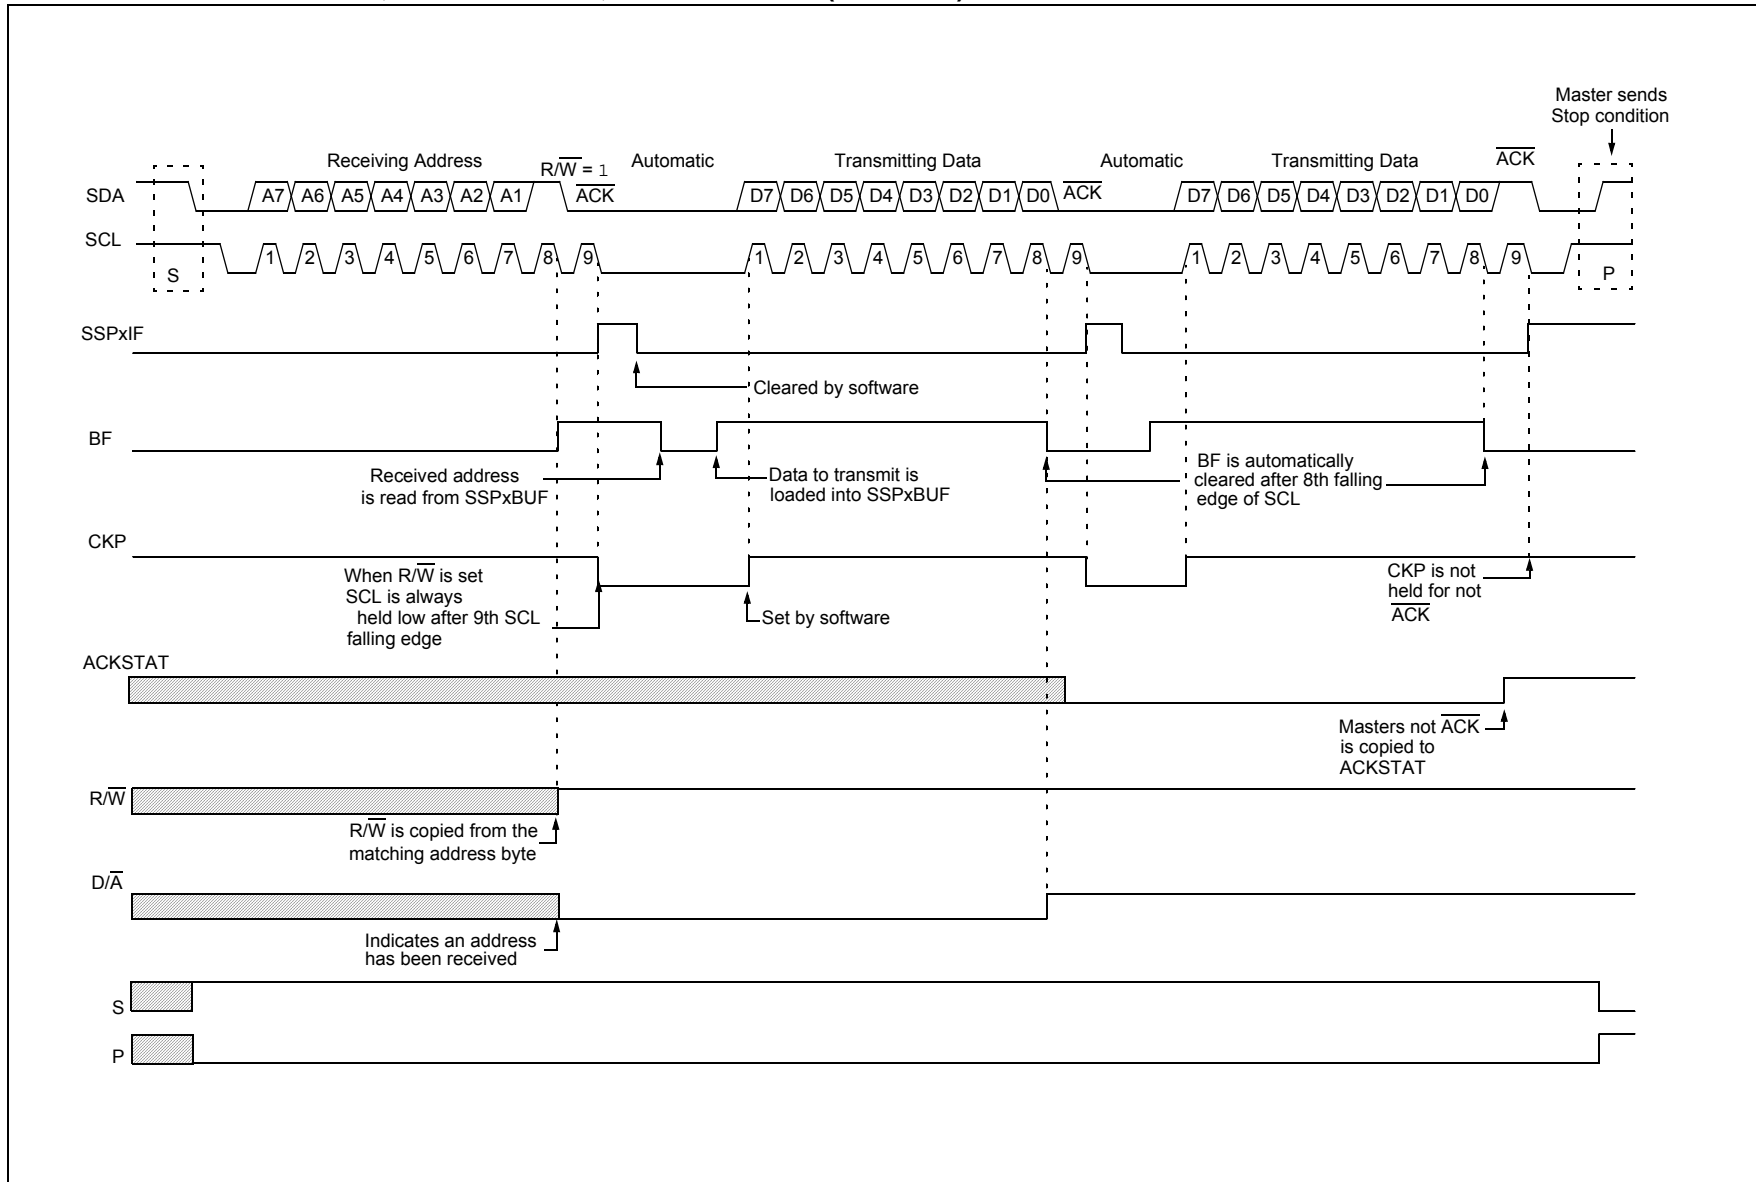 Master sends
Stop condition
Receiving Address
R/W̅ = 1
Automatic
Transmitting Data
Automatic
Transmitting Data
A̅C̅K̅
SDA
A7 A6 A5 A4 A3 A2 A1
A̅C̅K̅
D7 D6 D5 D4 D3 D2 D1 D0
A̅C̅K̅
D7 D6 D5 D4 D3 D2 D1 D0
SCL
S
1 2 3 4 5 6 7 8 9
1 2 3 4 5 6 7 8 9
1 2 3 4 5 6 7 8 9
P
SSPxIF
Cleared by software
BF
Received address
is read from SSPxBUF
Data to transmit is
loaded into SSPxBUF
BF is automatically
cleared after 8th falling
edge of SCL
CKP
When R/W̅ is set
SCL is always
held low after 9th SCL
falling edge
Set by software
CKP is not
held for not
A̅C̅K̅
ACKSTAT
Masters not A̅C̅K̅
is copied to
ACKSTAT
R/W̅
R/W̅ is copied from the
matching address byte
D/A̅
Indicates an address
has been received
S
P